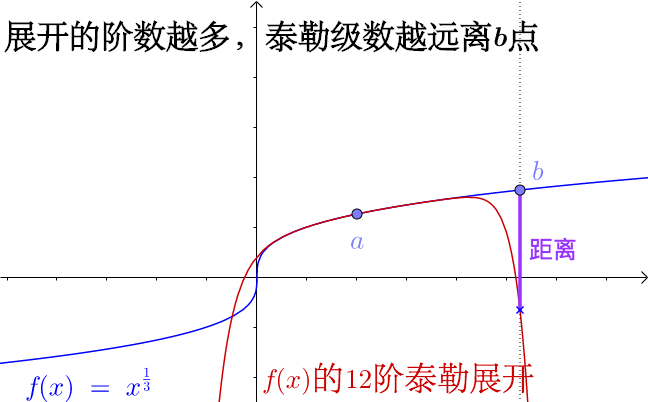 展开的阶数越多，泰勒级数越远离b点
b
a
距离
f(x)的12阶泰勒展开
f(x) = x^{1/3}